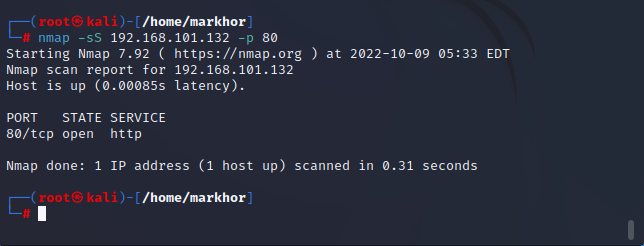 ┌──(root㉿kali)-[/home/markhor]
└─# nmap -sS 192.168.101.132 -p 80
Starting Nmap 7.92 ( https://nmap.org ) at 2022-10-09 05:33 EDT
Nmap scan report for 192.168.101.132
Host is up (0.00085s latency).

PORT   STATE SERVICE
80/tcp open  http

Nmap done: 1 IP address (1 host up) scanned in 0.31 seconds

┌──(root㉿kali)-[/home/markhor]
└─#